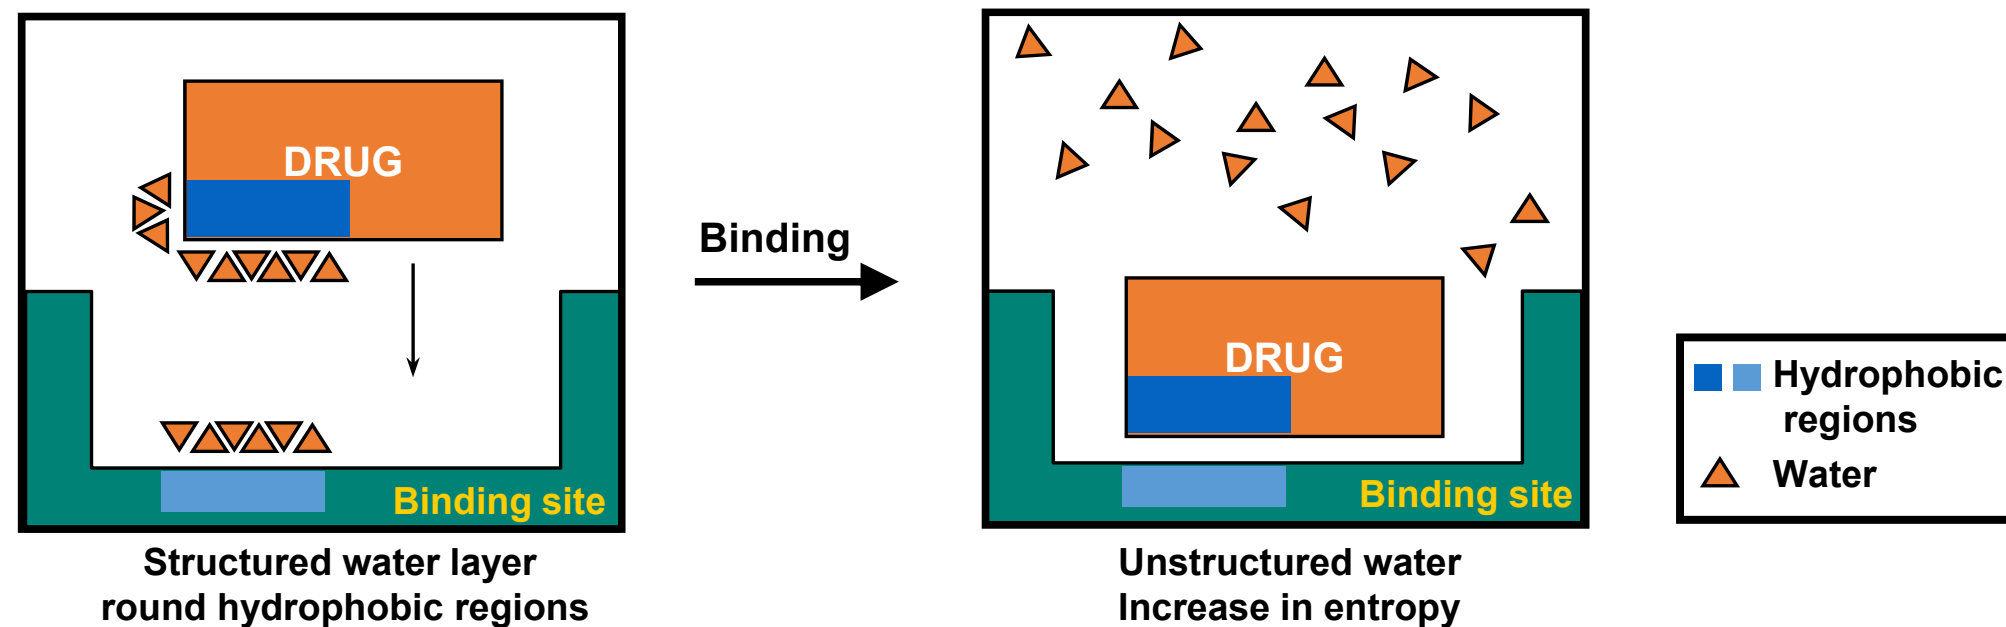 DRUG
Binding site
Structured water layer
round hydrophobic regions
Binding
DRUG
Binding site
Unstructured water
Increase in entropy
Hydrophobic
regions
Water